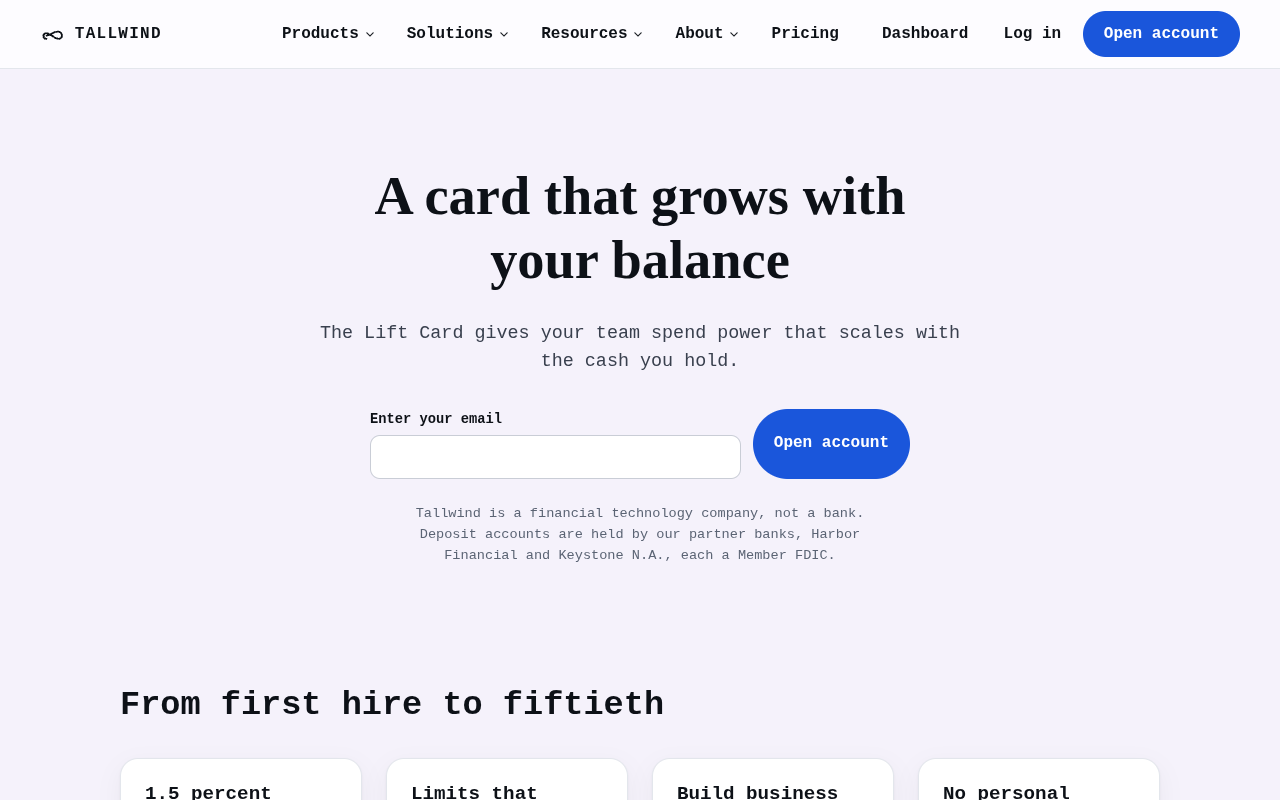 TALLWIND
Products Solutions Resources About Pricing Dashboard Log in Open account
A card that grows with
your balance
The Lift Card gives your team spend power that scales with
the cash you hold.
Enter your email
Open account
Tallwind is a financial technology company, not a bank.
Deposit accounts are held by our partner banks, Harbor
Financial and Keystone N.A., each a Member FDIC.
From first hire to fiftieth
1.5 percent
Limits that
Build business
No personal